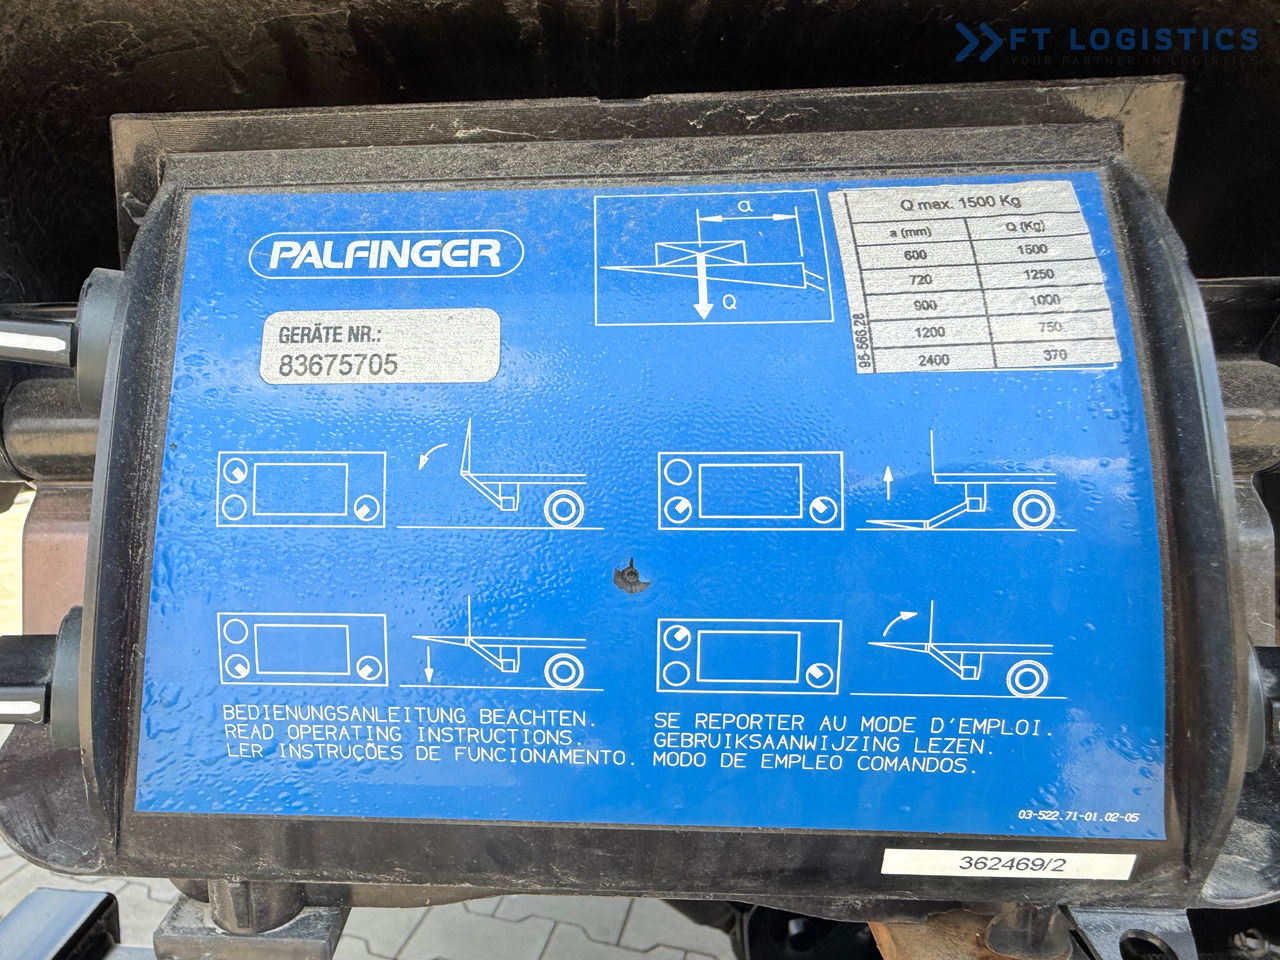 FT LOGISTICS
YOUR PARTNER IN LOGISTICS
PALFINGER
GERÄTE NR.:
83675705
a
Q
Q max. 1500 Kg
a (mm) Q (Kg)
600 1500
720 1250
900 1000
1200 750
2400 370
95-566.28
BEDIENUNGSANLEITUNG BEACHTEN.
READ OPERATING INSTRUCTIONS.
LER INSTRUÇÕES DE FUNCIONAMENTO.
SE REPORTER AU MODE D'EMPLOI.
GEBRUIKSAANWIJZING LEZEN.
MODO DE EMPLEO COMANDOS.
03-522.71-01.02-05
362469/2